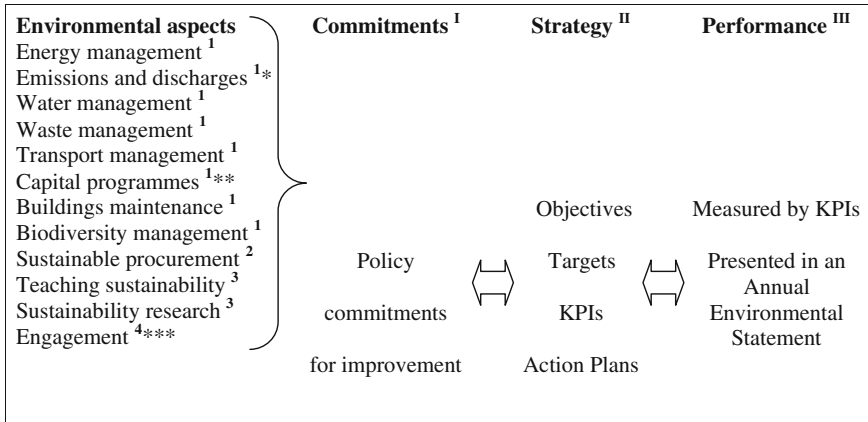 Environmental aspects
Energy management 1
Emissions and discharges 1*
Water management 1
Waste management 1
Transport management 1
Capital programmes 1**
Buildings maintenance 1
Biodiversity management 1
Sustainable procurement 2
Teaching sustainability 3
Sustainability research 3
Engagement 4***
Commitments I
Policy
commitments
for improvement
Strategy II
Objectives
Targets
KPIs
Action Plans
Performance III
Measured by KPIs
Presented in an
Annual
Environmental
Statement